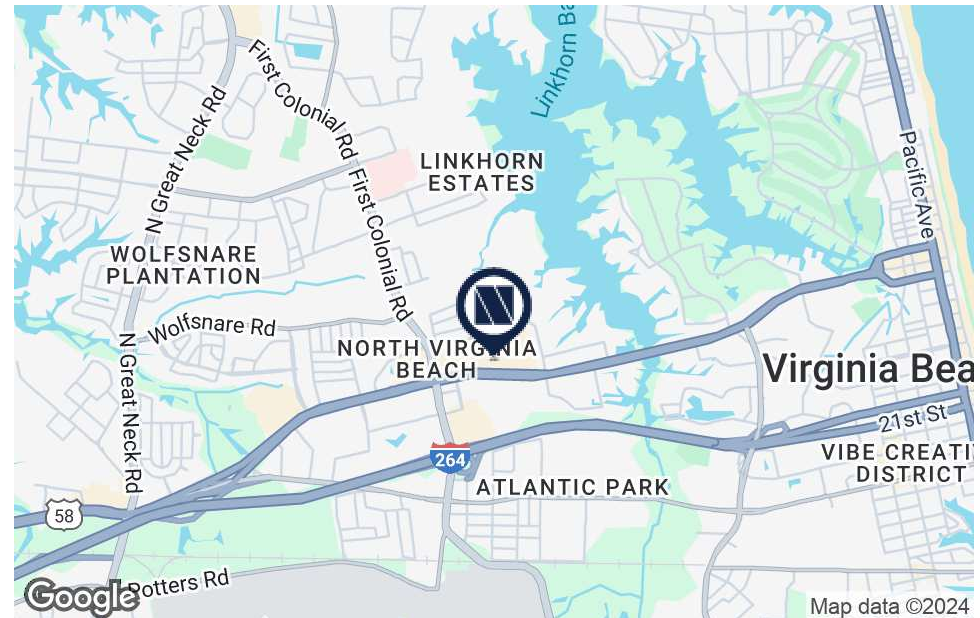 Linkhorn Ba
First Colonial Rd
N Great Neck Rd
Pacific Ave
LINKHORN
ESTATES
First Colonial Rd
WOLFSNARE
PLANTATION
N
Wolfsnare Rd
N Great Neck Rd
NORTH VIRGINIA
BEACH
Virginia Bea
21st St
264
VIBE CREATI
DISTRICT
ATLANTIC PARK
58
Potters Rd
Google
Map data ©2024